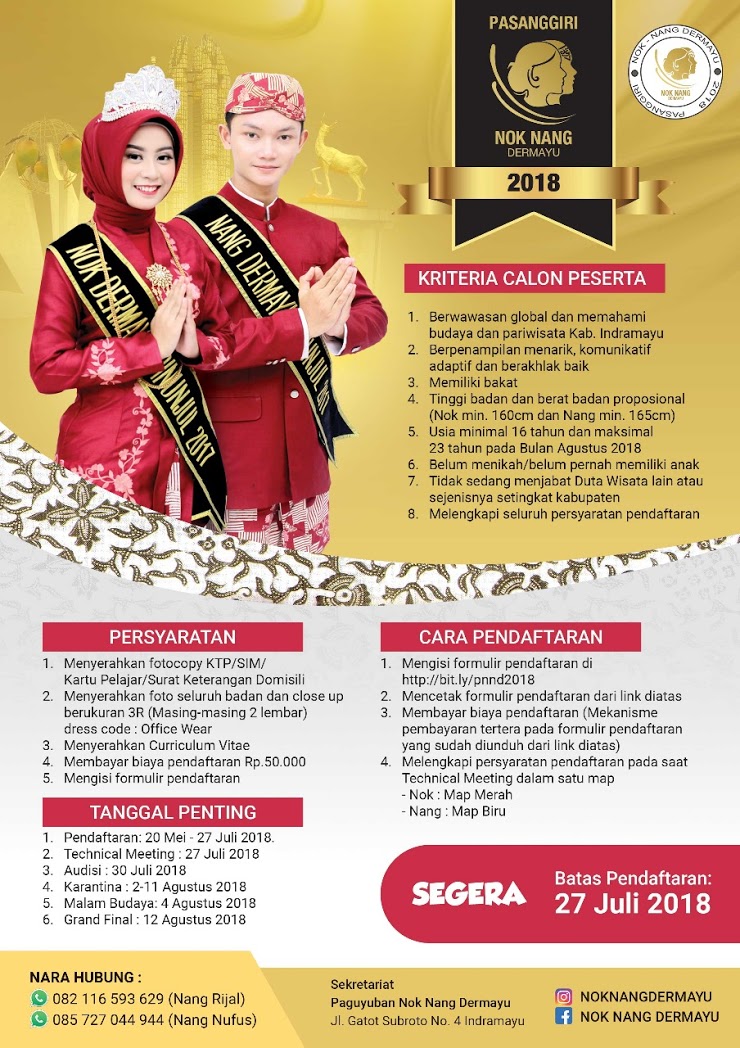 PASANGGIRI
NOK NANG
DERMAYU
2018
NOK - NANG DERMAYU
NOK NANG
DERMAYU
PASANGGIRI 2018
NANG DERMAYU
UNJUL
NOK DERMA
MUNJUL 2017
KRITERIA CALON PESERTA
1. Berwawasan global dan memahami
budaya dan pariwisata Kab. Indramayu
2. Berpenampilan menarik, komunikatif
adaptif dan berakhlak baik
3. Memiliki bakat
4. Tinggi badan dan berat badan proposional
(Nok min. 160cm dan Nang min. 165cm)
5. Usia minimal 16 tahun dan maksimal
23 tahun pada Bulan Agustus 2018
6. Belum menikah/belum pernah memiliki anak
7. Tidak sedang menjabat Duta Wisata lain atau
sejenisnya setingkat kabupaten
8. Melengkapi seluruh persyaratan pendaftaran
PERSYARATAN
1. Menyerahkan fotocopy KTP/SIM/
Kartu Pelajar/Surat Keterangan Domisili
2. Menyerahkan foto seluruh badan dan close up
berukuran 3R (Masing-masing 2 lembar)
dress code : Office Wear
3. Menyerahkan Curriculum Vitae
4. Membayar biaya pendaftaran Rp.50.000
5. Mengisi formulir pendaftaran
TANGGAL PENTING
1. Pendaftaran: 20 Mei - 27 Juli 2018.
2. Technical Meeting : 27 Juli 2018
3. Audisi : 30 Juli 2018
4. Karantina : 2-11 Agustus 2018
5. Malam Budaya: 4 Agustus 2018
6. Grand Final : 12 Agustus 2018
CARA PENDAFTARAN
1. Mengisi formulir pendaftaran di
http://bit.ly/pnnd2018
2. Mencetak formulir pendaftaran dari link diatas
3. Membayar biaya pendaftaran (Mekanisme
pembayaran tertera pada formulir pendaftaran
yang sudah diunduh dari link diatas)
4. Melengkapi persyaratan pendaftaran pada saat
Technical Meeting dalam satu map
- Nok : Map Merah
- Nang : Map Biru
SEGERA
Batas Pendaftaran:
27 Juli 2018
NARA HUBUNG :
082 116 593 629 (Nang Rijal)
085 727 044 944 (Nang Nufus)
Sekretariat
Paguyuban Nok Nang Dermayu
Jl. Gatot Subroto No. 4 Indramayu
NOKNANGDERMAYU
NOK NANG DERMAYU